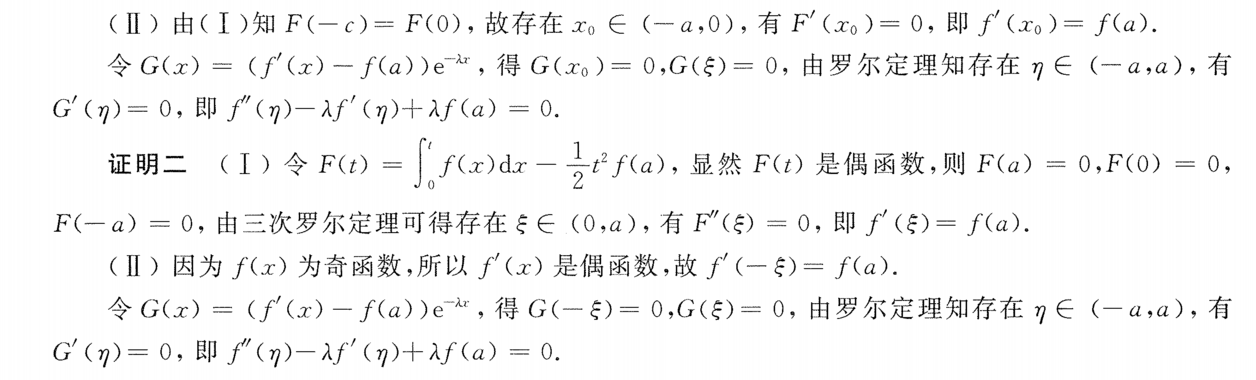 (Ⅱ) 由(Ⅰ)知 F(−c) = F(0), 故存在 x₀ ∈ (−a,0), 有 F′(x₀) = 0, 即 f′(x₀) = f(a).
令 G(x) = (f′(x) − f(a))e^{−λx}, 得 G(x₀) = 0, G(ξ) = 0, 由罗尔定理知存在 η ∈ (−a,a), 有
G′(η) = 0, 即 f″(η) − λf′(η) + λf(a) = 0.
证明二 (Ⅰ) 令 F(t) = ∫₀ᵗ f(x)dx − \frac{1}{2}t²f(a), 显然 F(t) 是偶函数,则 F(a) = 0, F(0) = 0,
F(−a) = 0, 由三次罗尔定理可得存在 ξ ∈ (0,a), 有 F″(ξ) = 0, 即 f′(ξ) = f(a).
(Ⅱ) 因为 f(x) 为奇函数,所以 f′(x) 是偶函数,故 f′(−ξ) = f(a).
令 G(x) = (f′(x) − f(a))e^{−λx}, 得 G(−ξ) = 0, G(ξ) = 0, 由罗尔定理知存在 η ∈ (−a,a), 有
G′(η) = 0, 即 f″(η) − λf′(η) + λf(a) = 0.